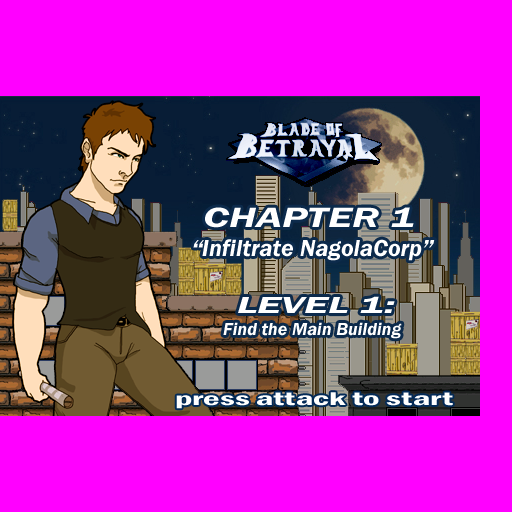 BLADE OF
BETRAYAL
CHAPTER 1
“Infiltrate NagolaCorp”
LEVEL 1:
Find the Main Building
press attack to start